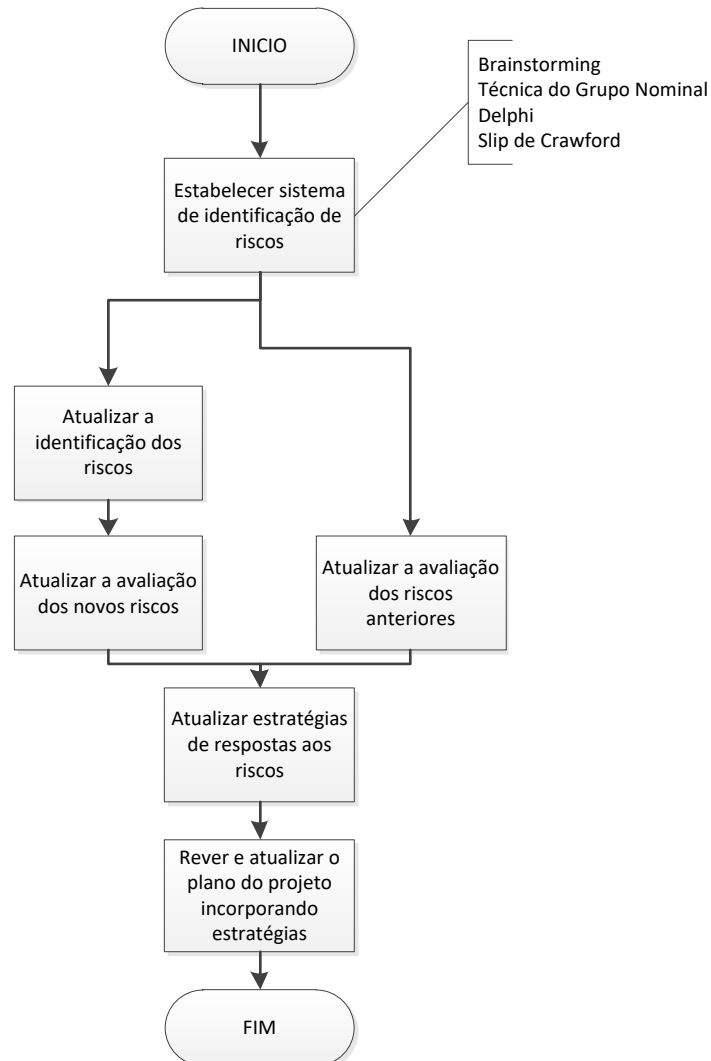 INICIO
Brainstorming
Técnica do Grupo Nominal
Delphi
Slip de Crawford
Estabelecer sistema
de identificação de
riscos
Atualizar a
identificação dos
riscos
Atualizar a avaliação
dos novos riscos
Atualizar a avaliação
dos riscos
anteriores
Atualizar estratégias
de respostas aos
riscos
Rever e atualizar o
plano do projeto
incorporando
estratégias
FIM